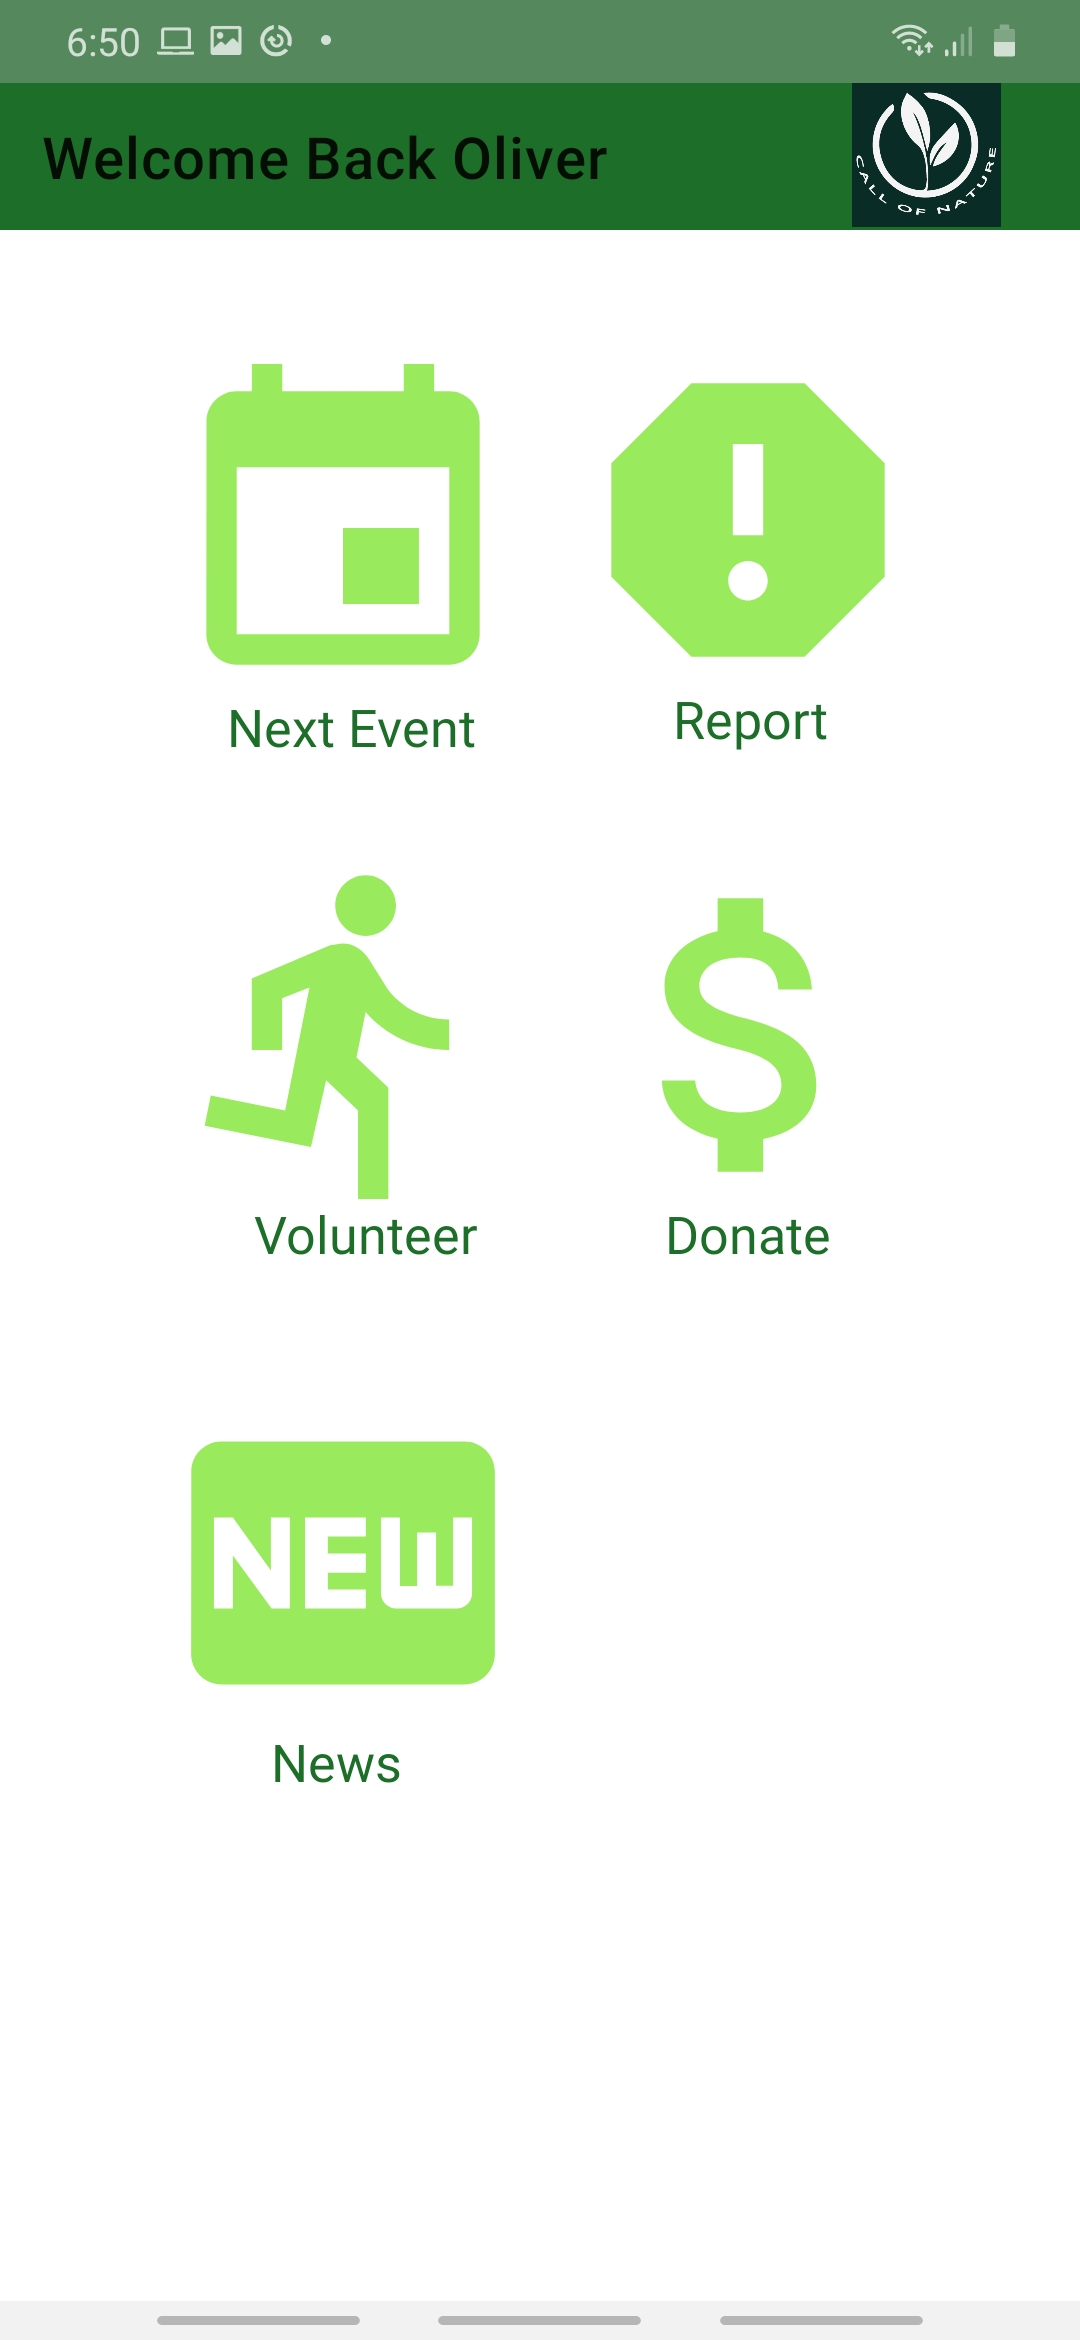 6:50
Welcome Back Oliver
CALL OF NATURE
Next Event
Report
Volunteer
Donate
NEW
News